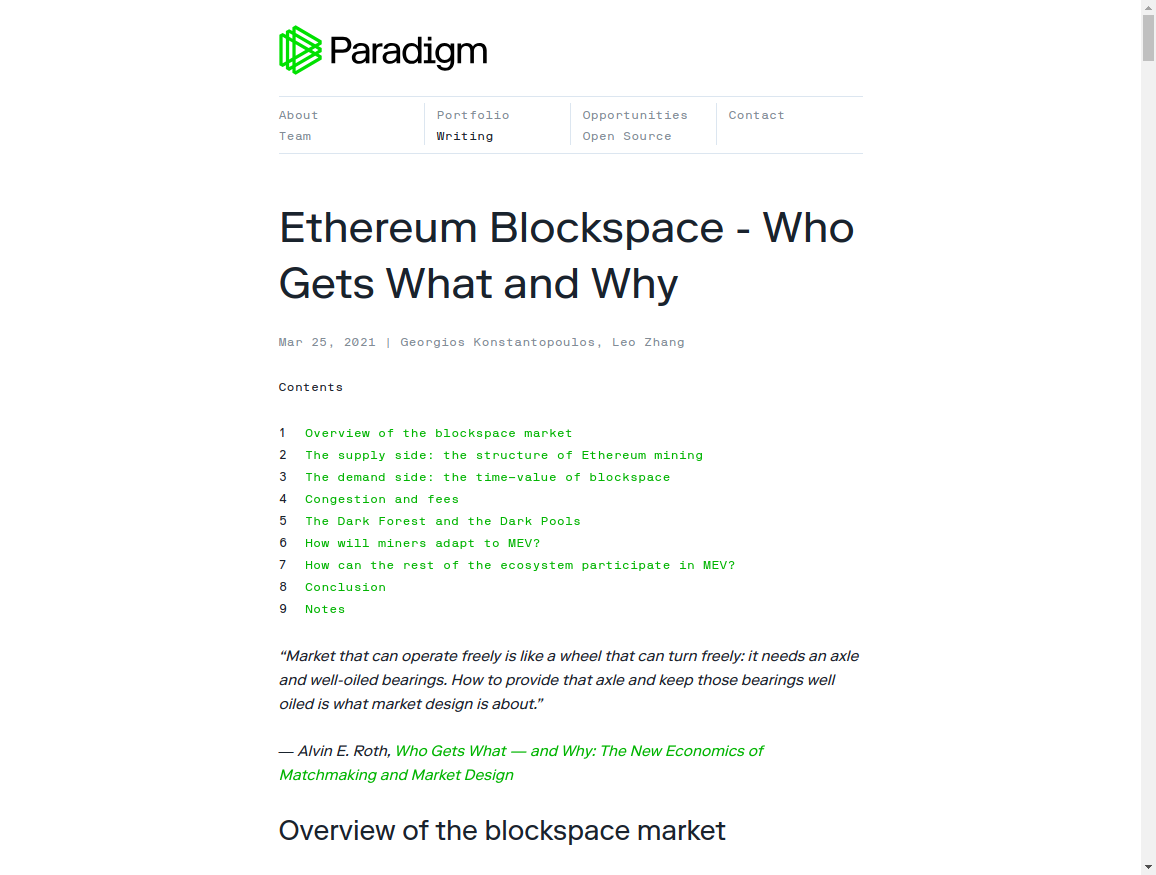 Paradigm
About
Team
Portfolio
Writing
Opportunities
Open Source
Contact
Ethereum Blockspace - Who
Gets What and Why
Mar 25, 2021 | Georgios Konstantopoulos, Leo Zhang
Contents
1 Overview of the blockspace market
2 The supply side: the structure of Ethereum mining
3 The demand side: the time-value of blockspace
4 Congestion and fees
5 The Dark Forest and the Dark Pools
6 How will miners adapt to MEV?
7 How can the rest of the ecosystem participate in MEV?
8 Conclusion
9 Notes
“Market that can operate freely is like a wheel that can turn freely: it needs an axle
and well-oiled bearings. How to provide that axle and keep those bearings well
oiled is what market design is about.”
— Alvin E. Roth, Who Gets What — and Why: The New Economics of
Matchmaking and Market Design
Overview of the blockspace market